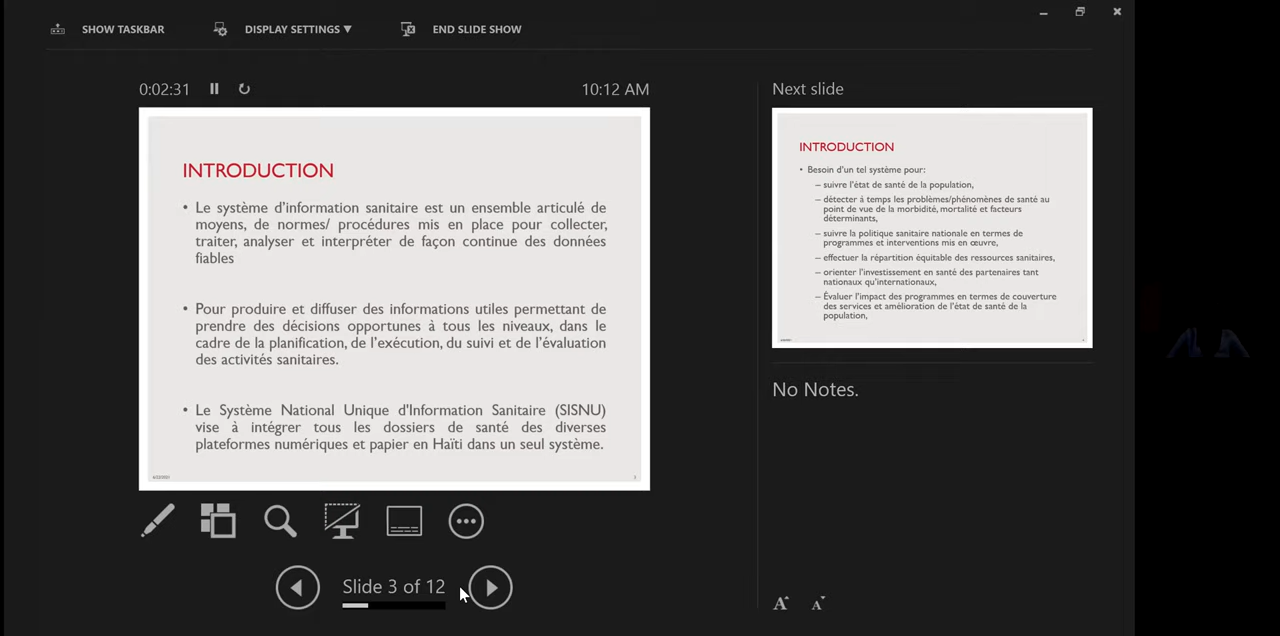 SHOW TASKBAR
DISPLAY SETTINGS ▼
END SLIDE SHOW
0:02:31
10:12 AM
INTRODUCTION
• Le système d'information sanitaire est un ensemble articulé de
moyens, de normes/ procédures mis en place pour collecter,
traiter, analyser et interpréter de façon continue des données
fiables
• Pour produire et diffuser des informations utiles permettant de
prendre des décisions opportunes à tous les niveaux, dans le
cadre de la planification, de l'exécution, du suivi et de l'évaluation
des activités sanitaires.
• Le Système National Unique d'Information Sanitaire (SISNU)
vise à intégrer tous les dossiers de santé des diverses
plateformes numériques et papier en Haïti dans un seul système.
Slide 3 of 12
Next slide
INTRODUCTION
• Besoin d'un tel système pour:
– suivre l'état de santé de la population,
– détecter à temps les problèmes/phénomènes de santé au
point de vue de la morbidité, mortalité et facteurs
déterminants,
– suivre la politique sanitaire nationale en termes de
programmes et interventions mis en œuvre,
– effectuer la répartition équitable des ressources sanitaires,
– orienter l'investissement en santé des partenaires tant
nationaux qu'internationaux,
– Évaluer l'impact des programmes en termes de couverture
des services et amélioration de l'état de santé de la
population,
No Notes.
A A